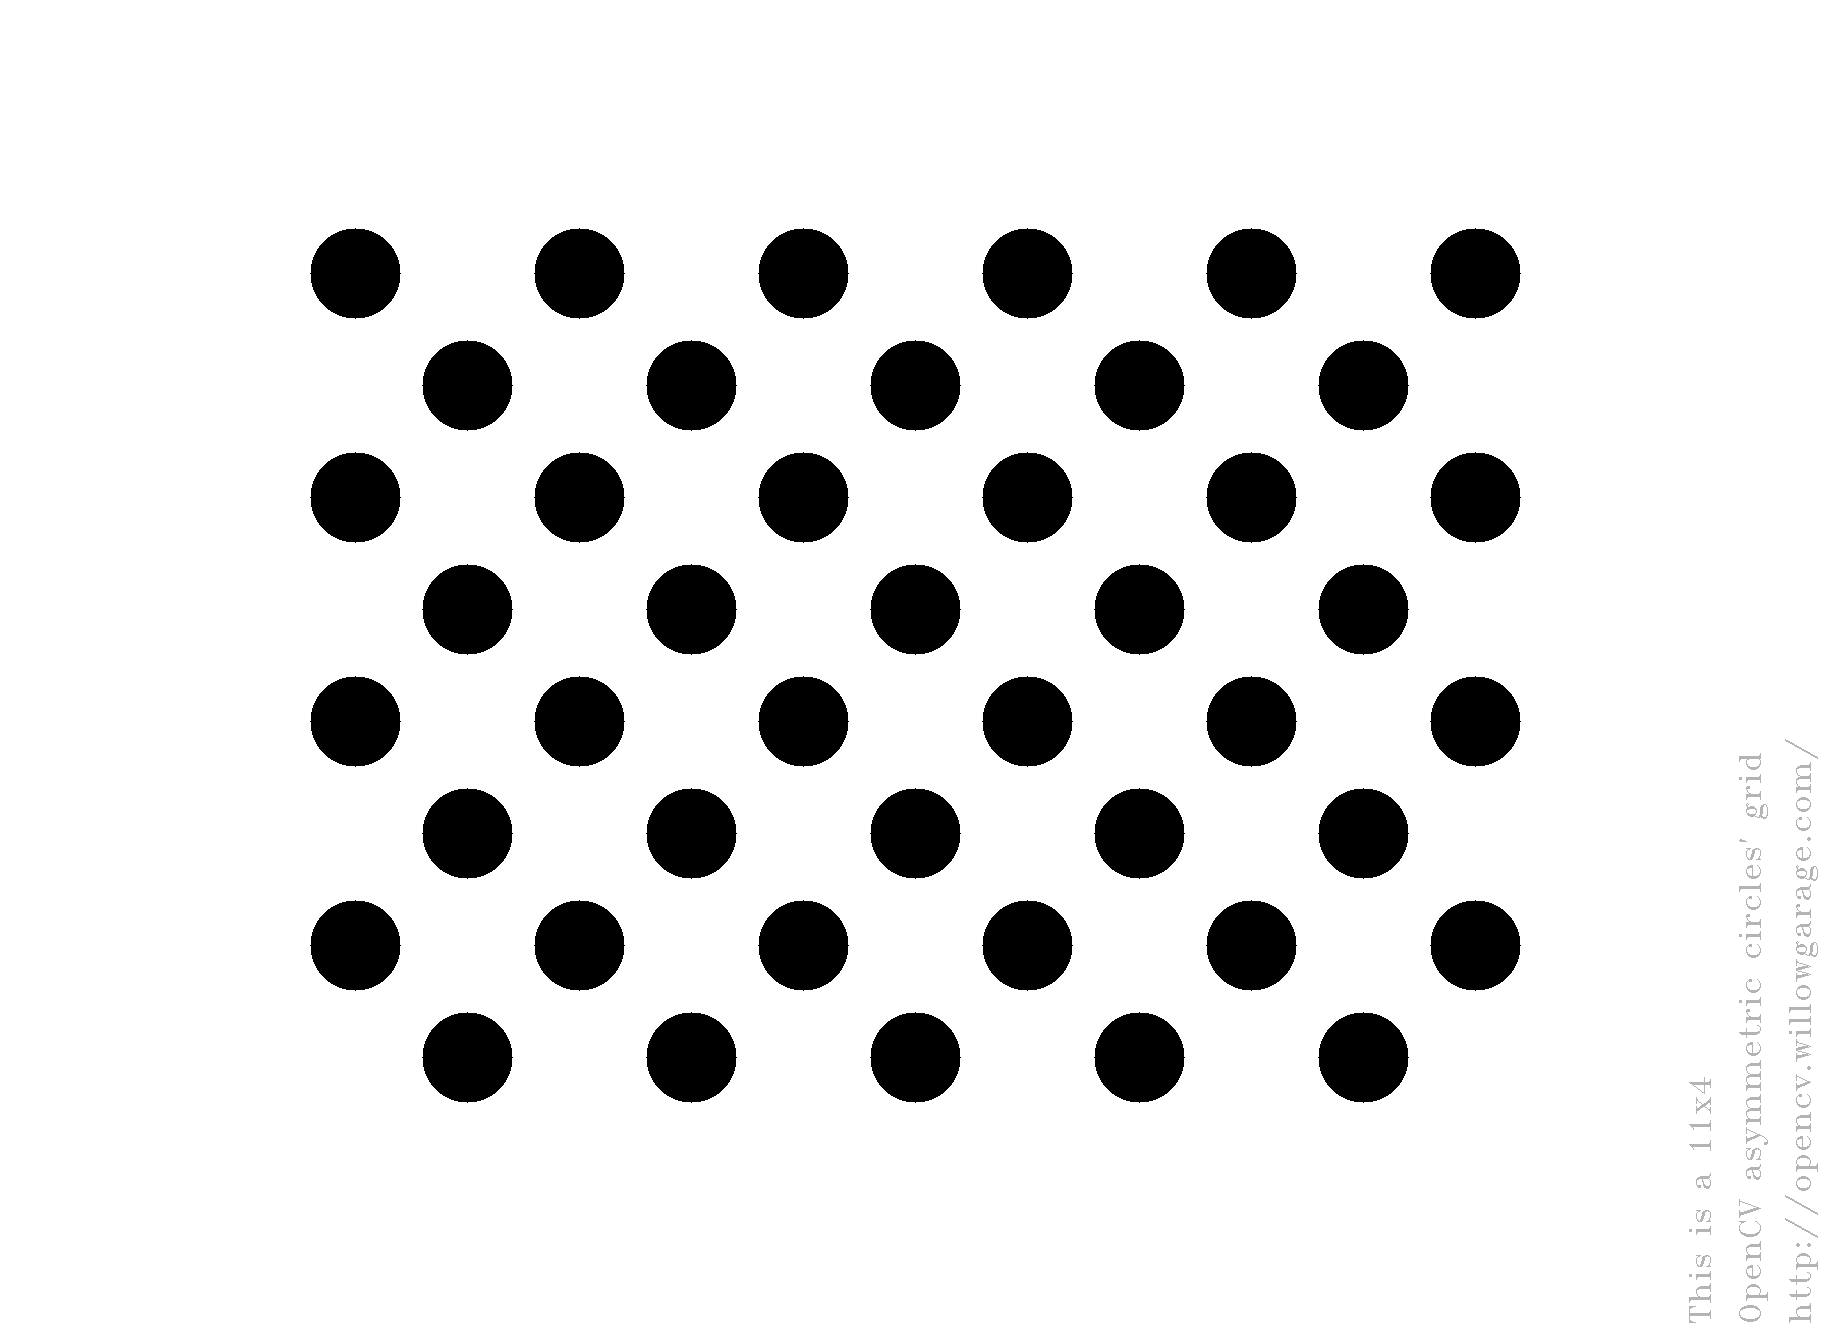 This is a 11x4
OpenCV asymmetric circles' grid
http://opencv.willowgarage.com/